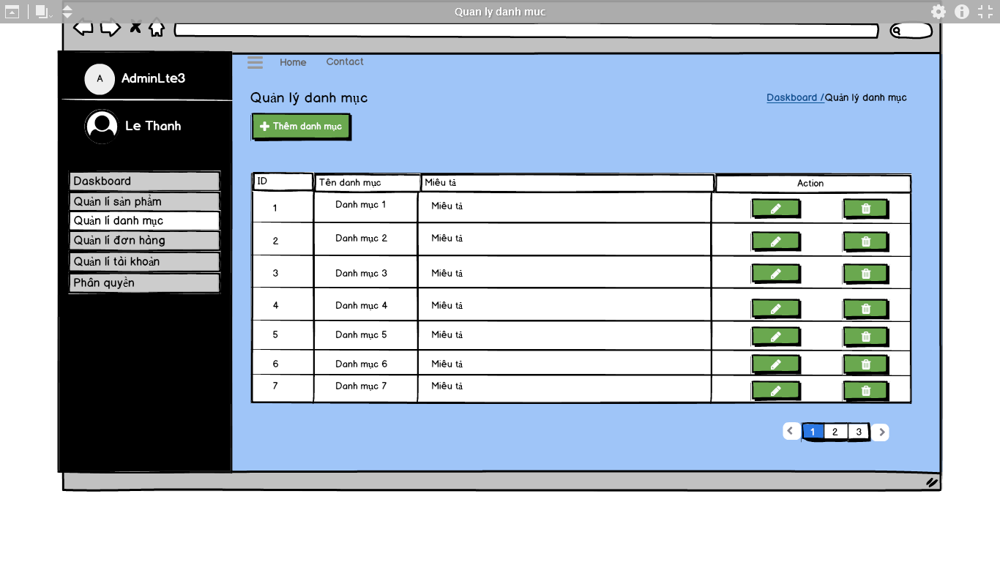 Quan ly danh muc
Home Contact
A AdminLte3
Quản lý danh mục
Daskboard /Quản lý danh mục
Thêm danh mục
Le Thanh
Daskboard
Quản lí sản phẩm
Quản lí danh mục
Quản lí đơn hàng
Quản lí tài khoản
Phân quyền
ID Tên danh mục Miêu tả Action
1 Danh mục 1 Miêu tả
2 Danh mục 2 Miêu tả
3 Danh mục 3 Miêu tả
4 Danh mục 4 Miêu tả
5 Danh mục 5 Miêu tả
6 Danh mục 6 Miêu tả
7 Danh mục 7 Miêu tả
1 2 3